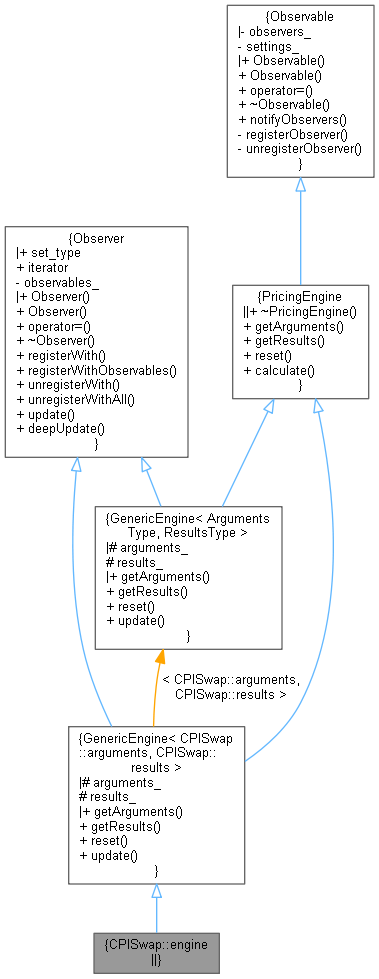 {Observable
|- observers_
- settings_
|+ Observable()
+ Observable()
+ operator=()
+ ~Observable()
+ notifyObservers()
- registerObserver()
- unregisterObserver()
}
{Observer
|+ set_type
+ iterator
- observables_
|+ Observer()
+ Observer()
+ operator=()
+ ~Observer()
+ registerWith()
+ registerWithObservables()
+ unregisterWith()
+ unregisterWithAll()
+ update()
+ deepUpdate()
}
{PricingEngine
||+ ~PricingEngine()
+ getArguments()
+ getResults()
+ reset()
+ calculate()
}
{GenericEngine< Arguments
Type, ResultsType >
|# arguments_
# results_
|+ getArguments()
+ getResults()
+ reset()
+ update()
}
< CPISwap::arguments,
CPISwap::results >
{GenericEngine< CPISwap
::arguments, CPISwap::
results >
|# arguments_
# results_
|+ getArguments()
+ getResults()
+ reset()
+ update()
}
{CPISwap::engine
||}